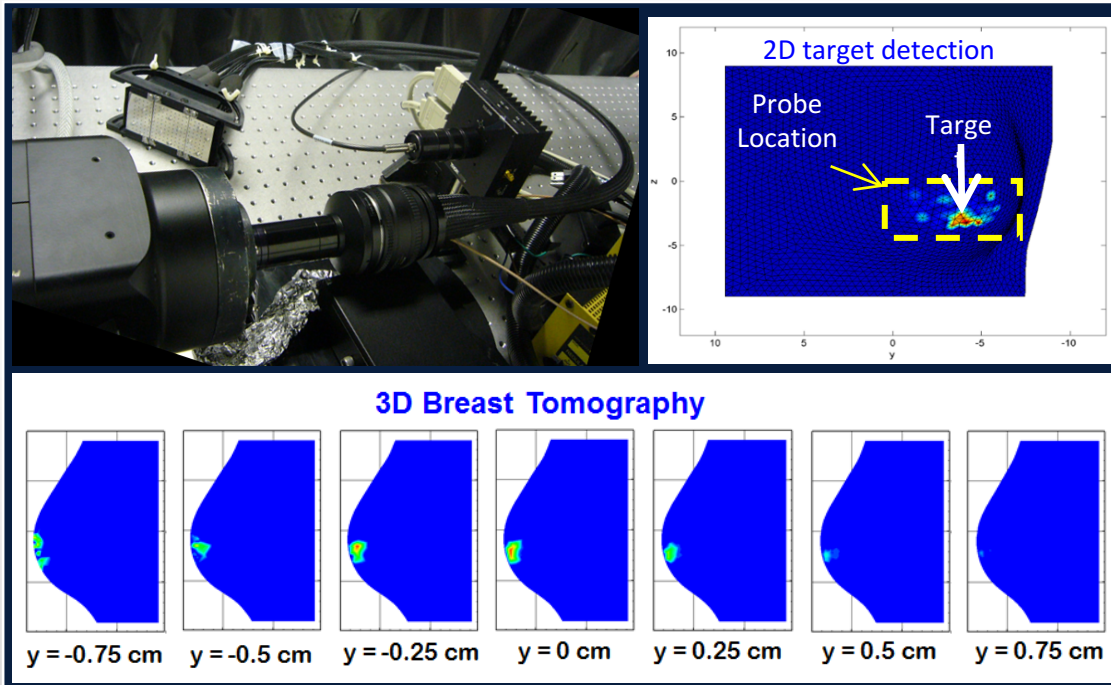 2D target detection
Probe
Location
Targe
t
10
5
0
-5
-10
z
10
5
0
-5
-10
y
3D Breast Tomography
y = -0.75 cm
y = -0.5 cm
y = -0.25 cm
y = 0 cm
y = 0.25 cm
y = 0.5 cm
y = 0.75 cm